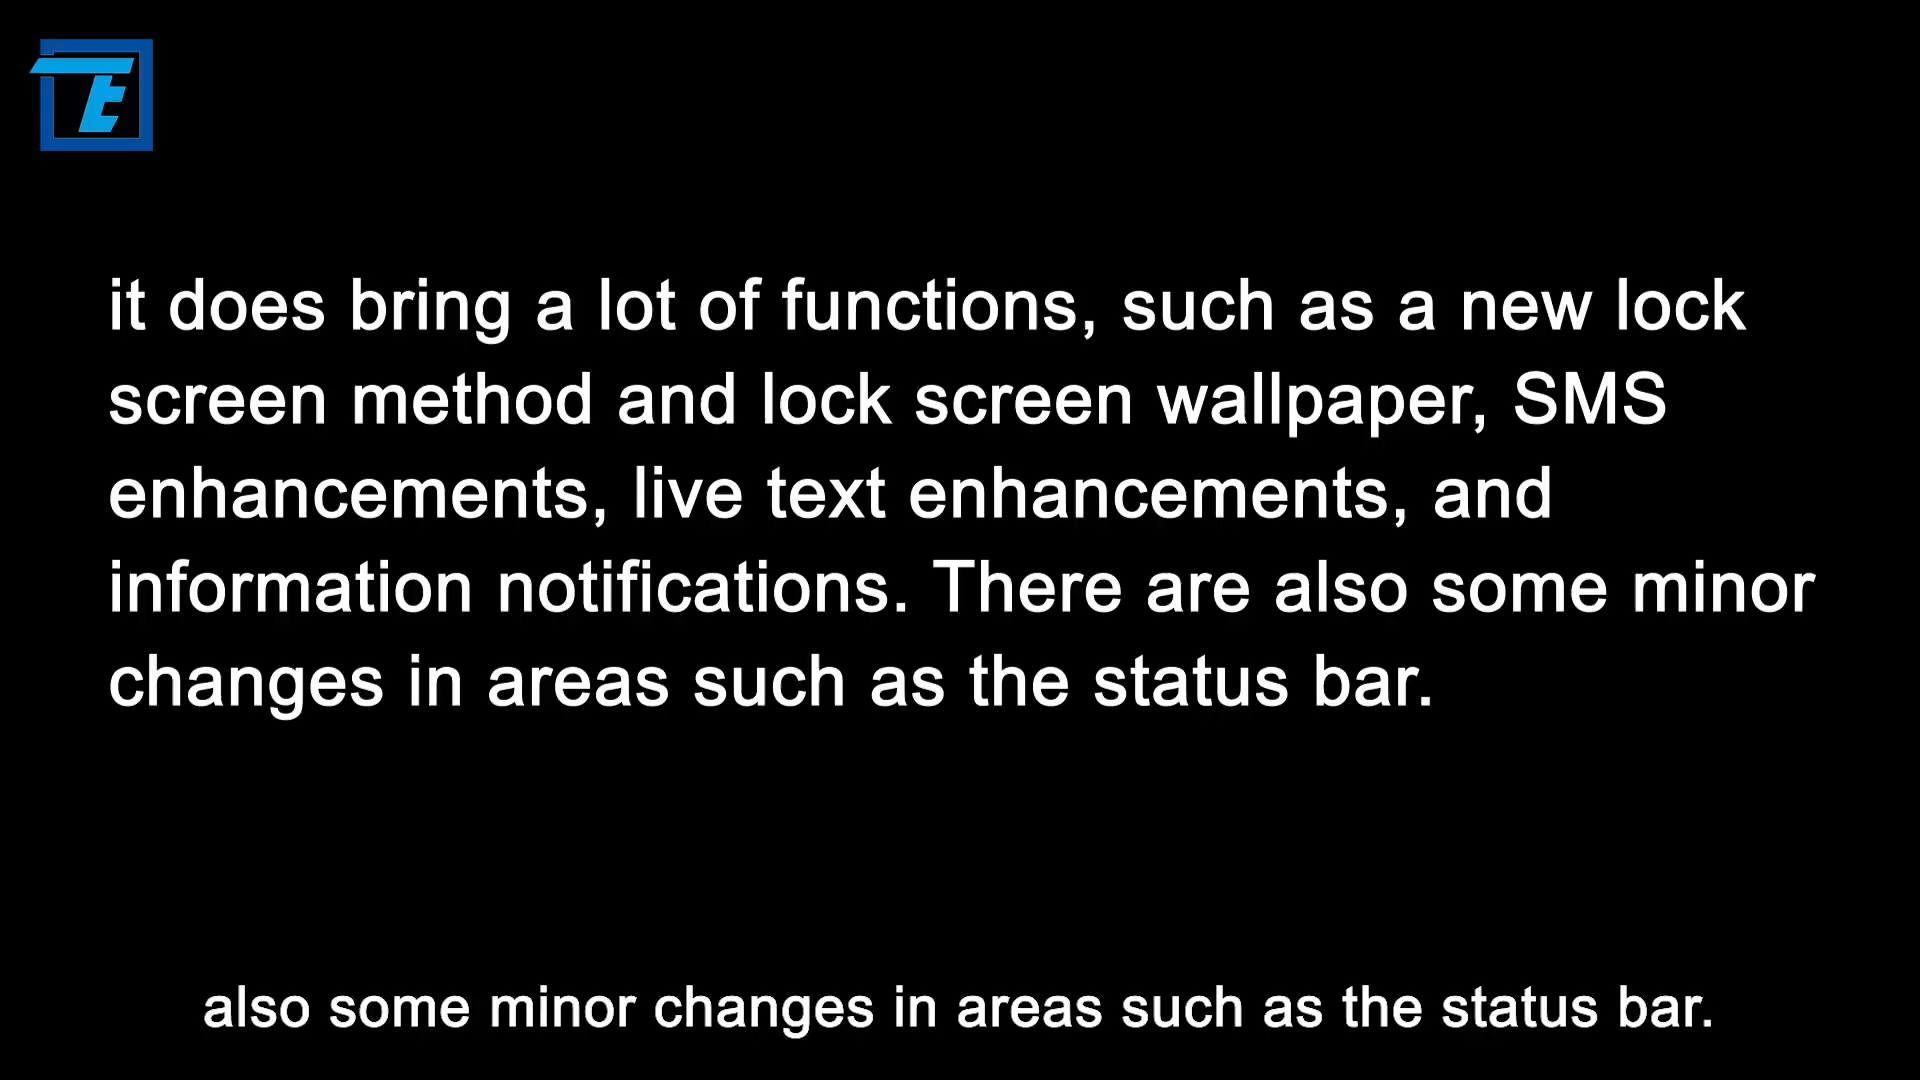 TE
it does bring a lot of functions, such as a new lock
screen method and lock screen wallpaper, SMS
enhancements, live text enhancements, and
information notifications. There are also some minor
changes in areas such as the status bar.
also some minor changes in areas such as the status bar.